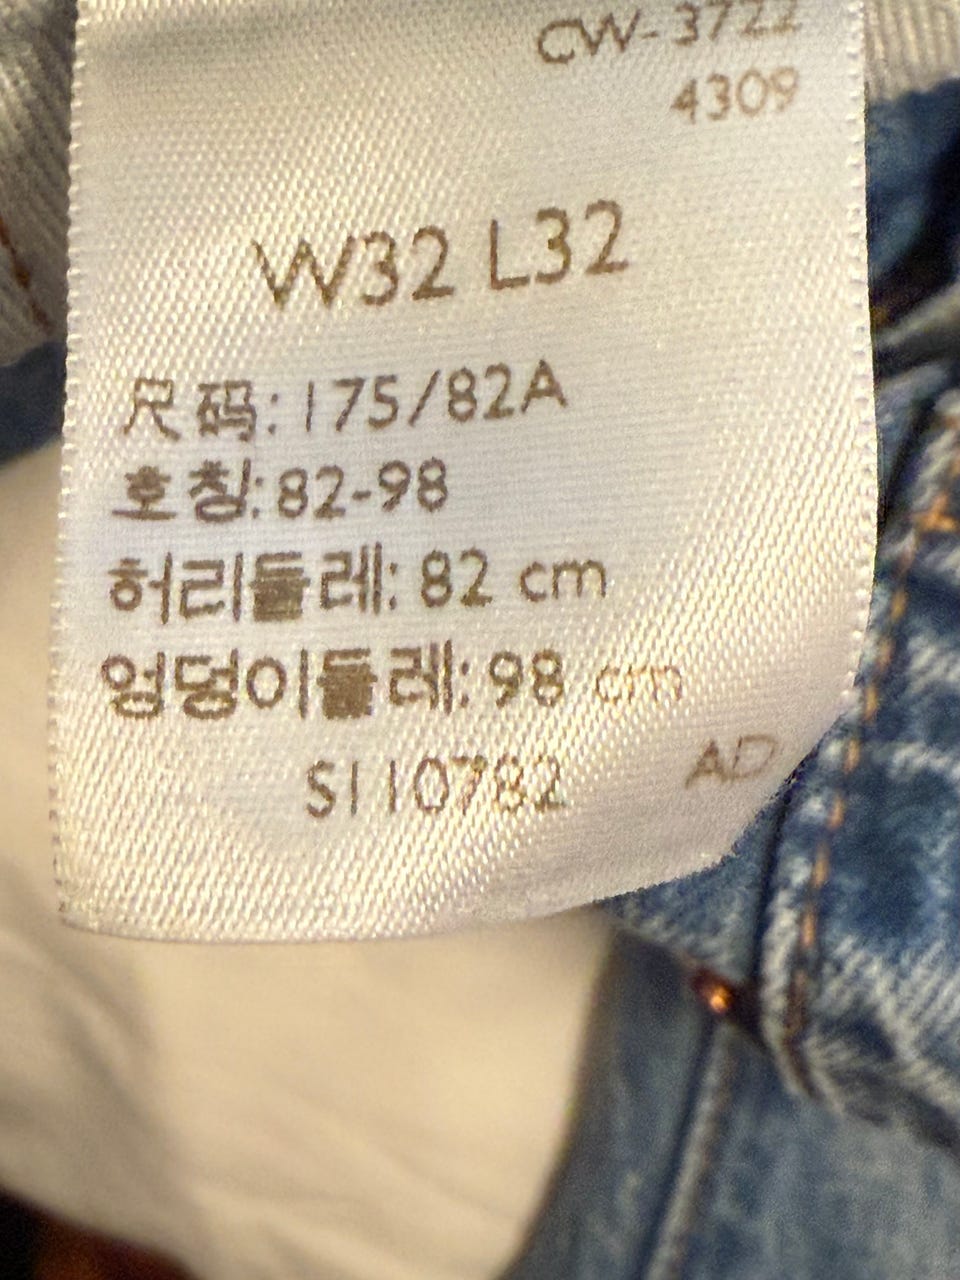 CW-3722
4309
W32 L32
尺码: 175/82A
호칭: 82-98
허리둘레: 82 cm
엉덩이둘레: 98 cm
S110782
AD